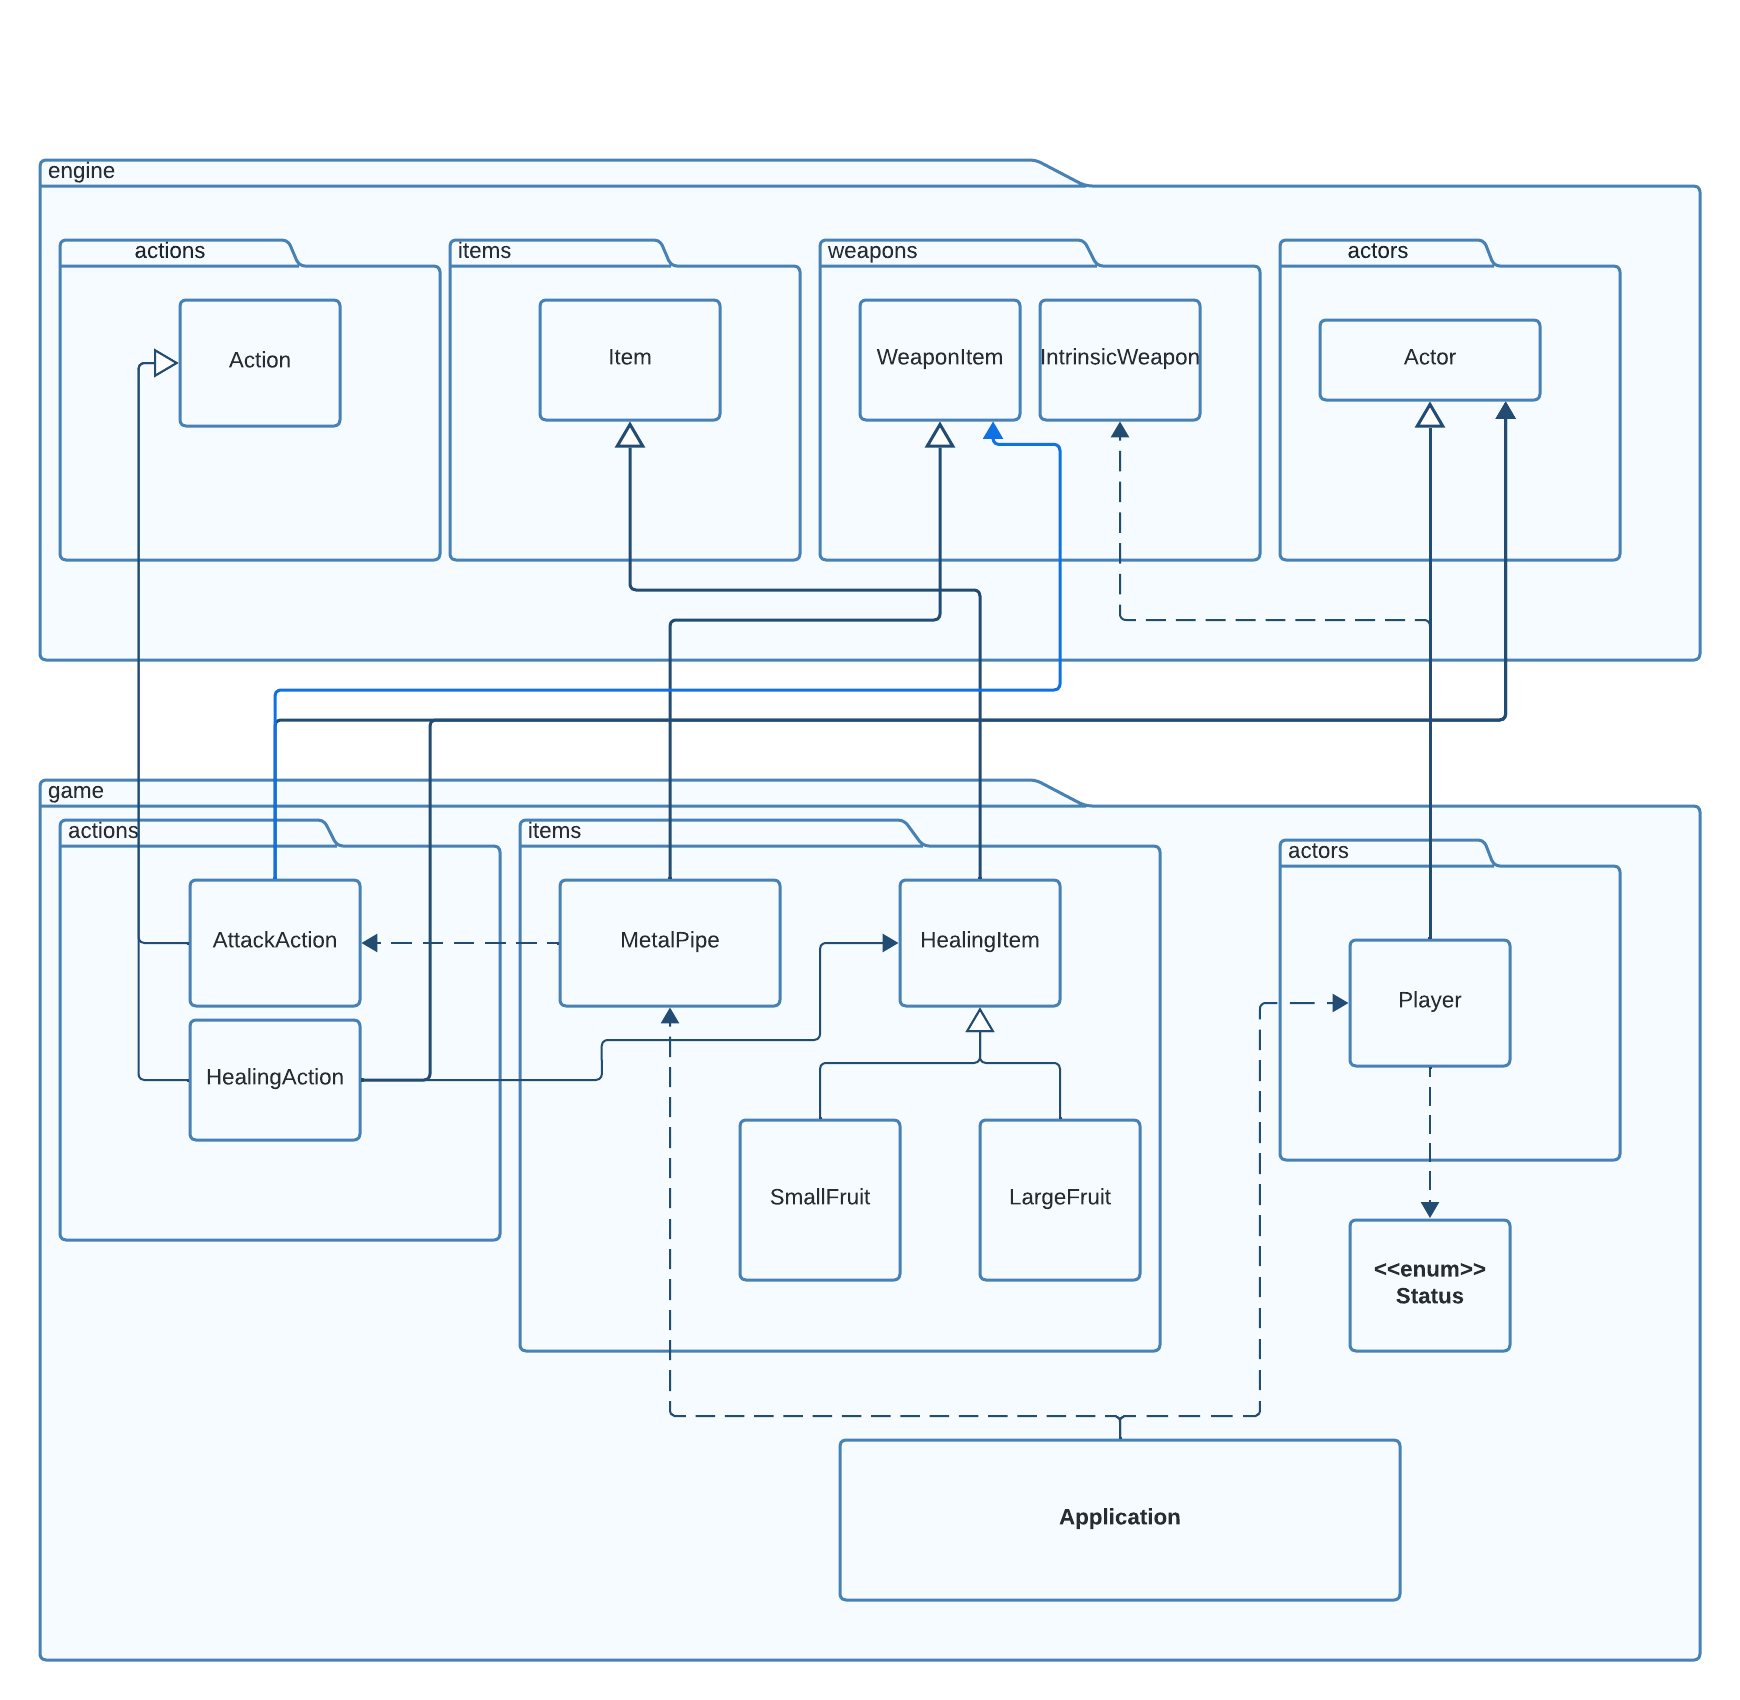 engine
actions
items
weapons
actors
Action
Item
WeaponItem
IntrinsicWeapon
Actor
game
actions
items
actors
AttackAction
MetalPipe
HealingItem
Player
HealingAction
SmallFruit
LargeFruit
<<enum>>
Status
Application